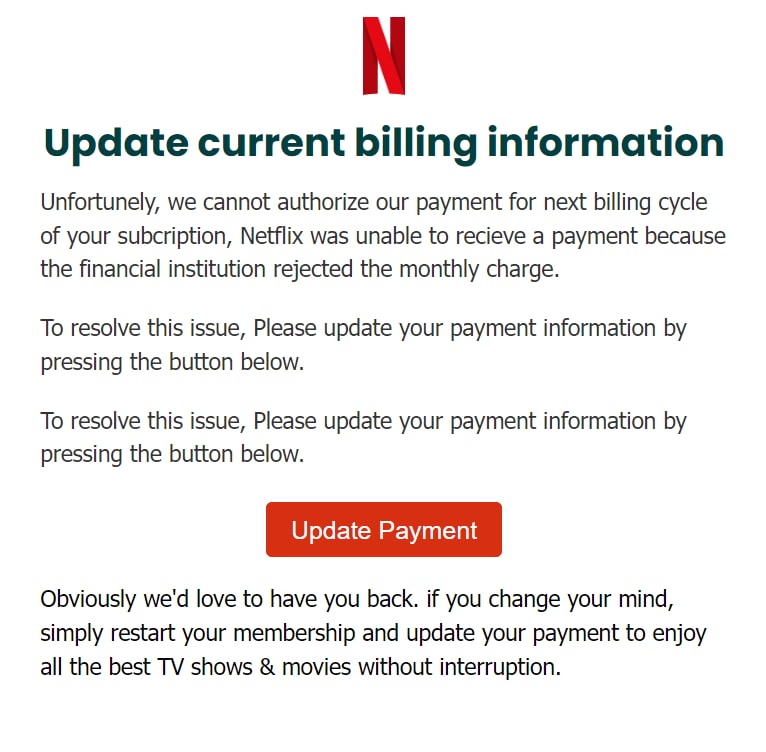 Update current billing information
Unfortunely, we cannot authorize our payment for next billing cycle
of your subcription, Netflix was unable to recieve a payment because
the financial institution rejected the monthly charge.
To resolve this issue, Please update your payment information by
pressing the button below.
To resolve this issue, Please update your payment information by
pressing the button below.
Update Payment
Obviously we'd love to have you back. if you change your mind,
simply restart your membership and update your payment to enjoy
all the best TV shows & movies without interruption.